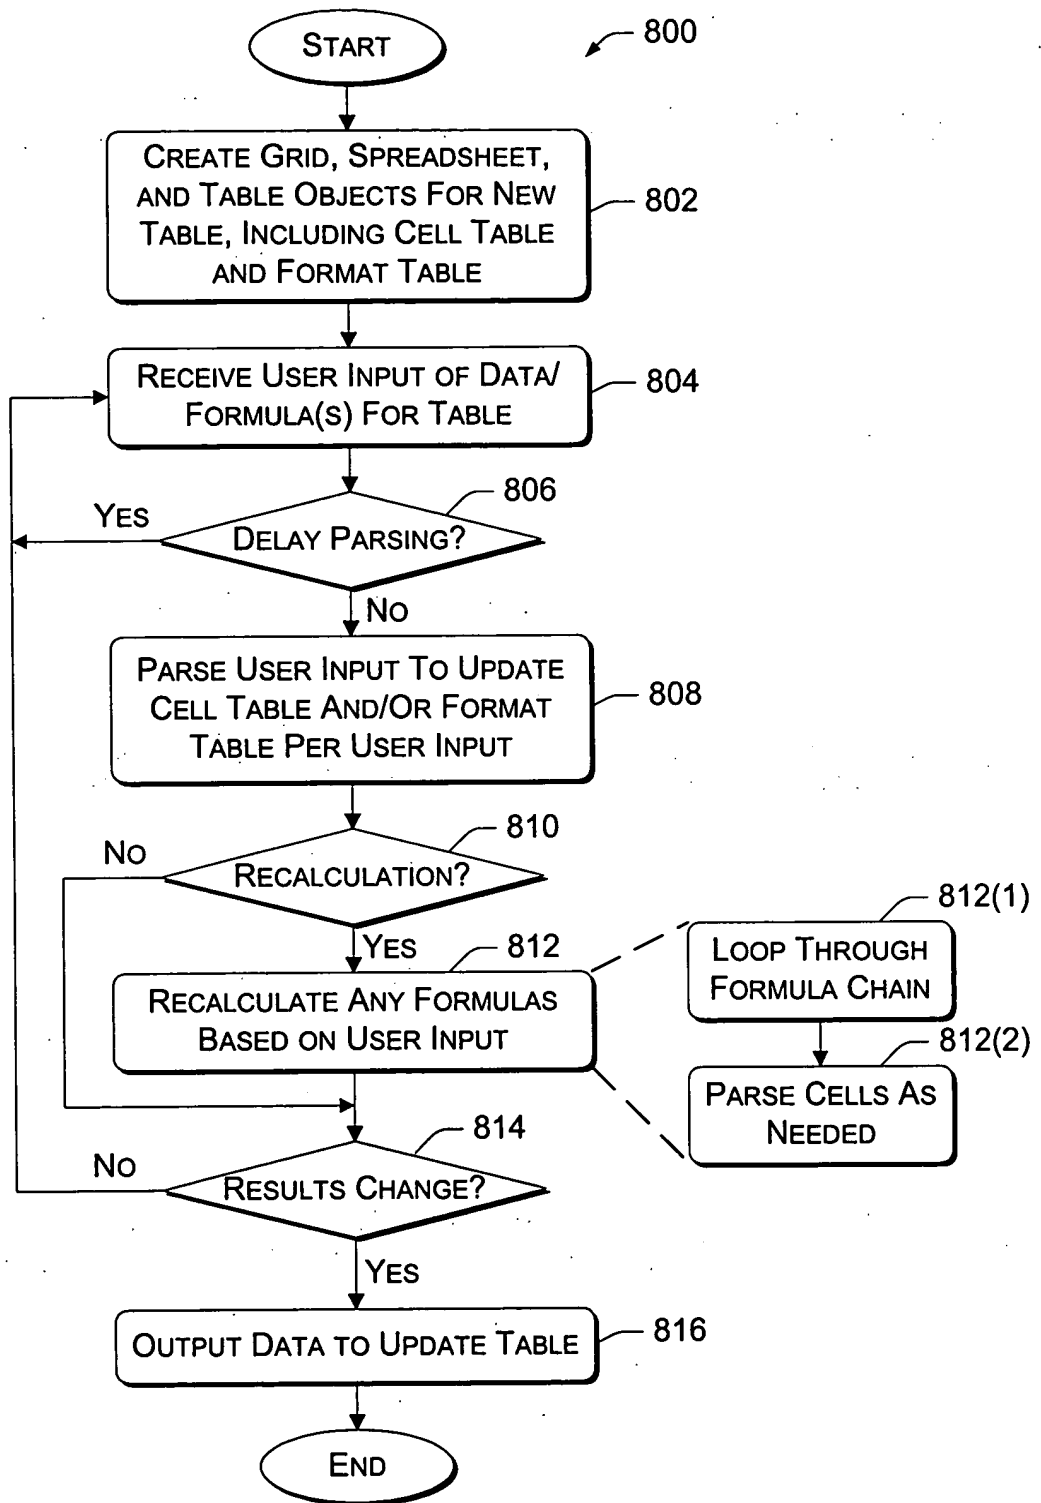 START
800
CREATE GRID, SPREADSHEET,
AND TABLE OBJECTS FOR NEW
TABLE, INCLUDING CELL TABLE
AND FORMAT TABLE
802
RECEIVE USER INPUT OF DATA/
FORMULA(S) FOR TABLE
804
806
YES
DELAY PARSING?
NO
PARSE USER INPUT TO UPDATE
CELL TABLE AND/OR FORMAT
TABLE PER USER INPUT
808
810
NO
RECALCULATION?
YES
812
RECALCULATE ANY FORMULAS
BASED ON USER INPUT
812(1)
LOOP THROUGH
FORMULA CHAIN
812(2)
PARSE CELLS AS
NEEDED
814
NO
RESULTS CHANGE?
YES
OUTPUT DATA TO UPDATE TABLE
816
END